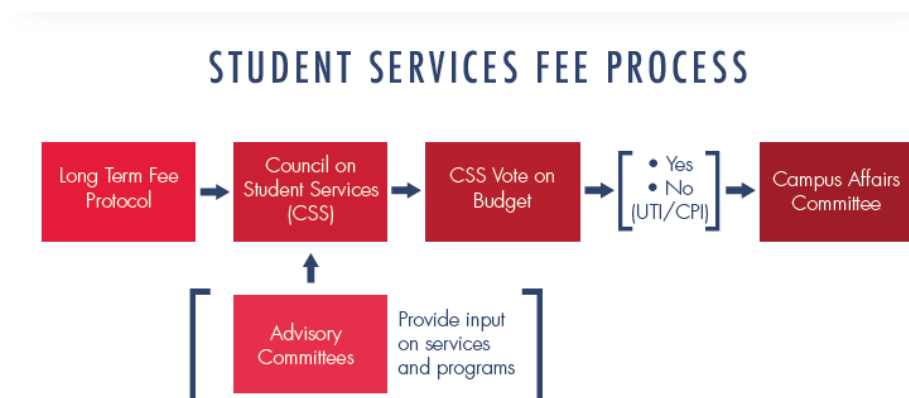 STUDENT SERVICES FEE PROCESS
Long Term Fee
Protocol
Council on
Student Services
(CSS)
CSS Vote on
Budget
• Yes
• No
(UTI/CPI)
Campus Affairs
Committee
Advisory
Committees
Provide input
on services
and programs